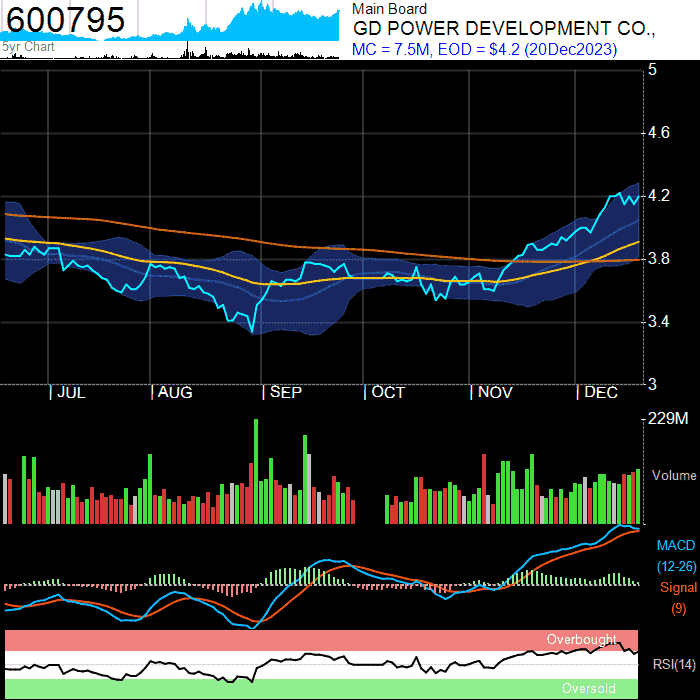 600795
5yr Chart
Main Board
GD POWER DEVELOPMENT CO.,
MC = 7.5M, EOD = $4.2 (20Dec2023)
5
4.6
4.2
3.8
3.4
3
| JUL | AUG | SEP | OCT | NOV | DEC
229M
Volume
MACD
(12-26)
Signal
(9)
Overbought
RSI(14)
Oversold